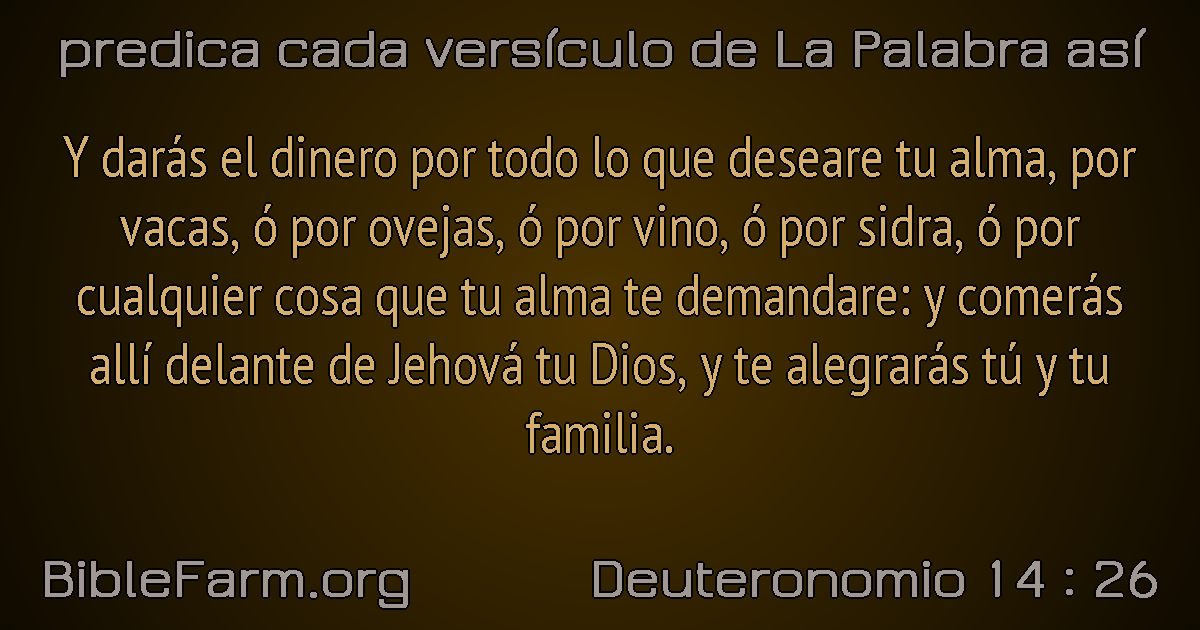 predica cada versículo de La Palabra así
Y darás el dinero por todo lo que deseare tu alma, por
vacas, ó por ovejas, ó por vino, ó por sidra, ó por
cualquier cosa que tu alma te demandare: y comerás
allí delante de Jehová tu Dios, y te alegrarás tú y tu
familia.
BibleFarm.org
Deuteronomio 14 : 26